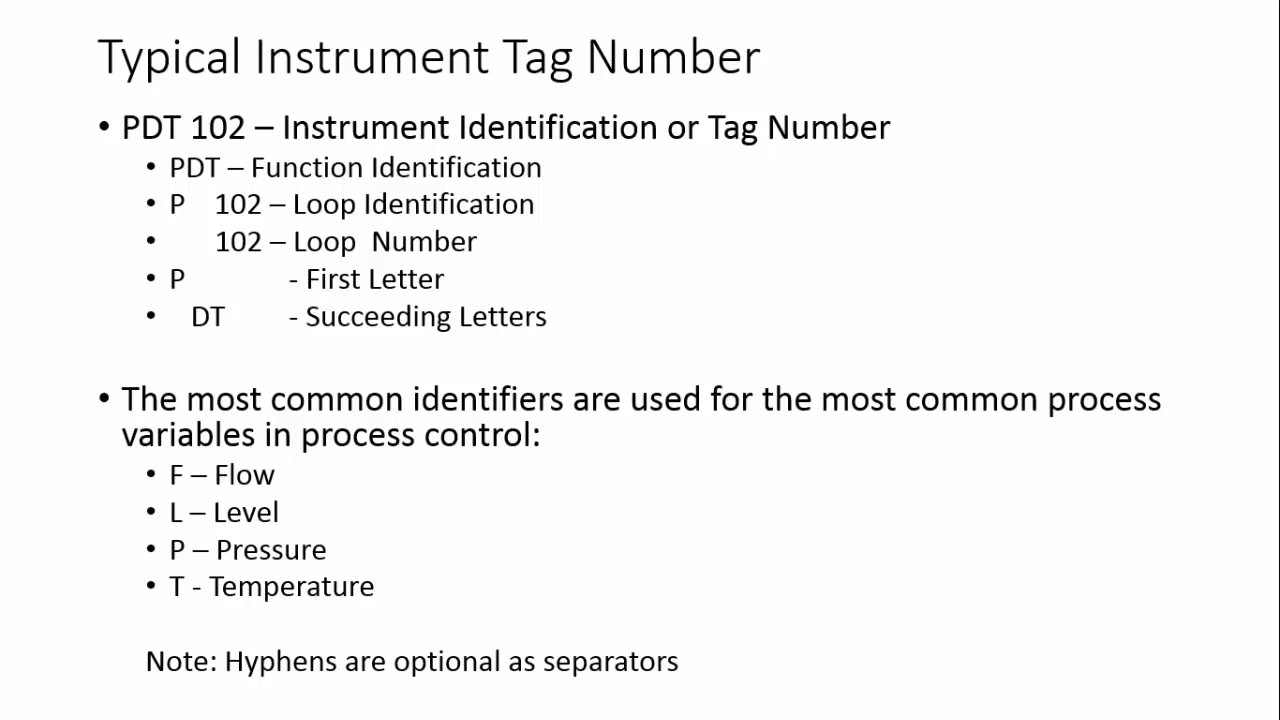 Typical Instrument Tag Number
• PDT 102 – Instrument Identification or Tag Number
• PDT – Function Identification
• P 102 – Loop Identification
• 102 – Loop Number
• P - First Letter
• DT - Succeeding Letters
• The most common identifiers are used for the most common process
variables in process control:
• F – Flow
• L – Level
• P – Pressure
• T - Temperature
Note: Hyphens are optional as separators